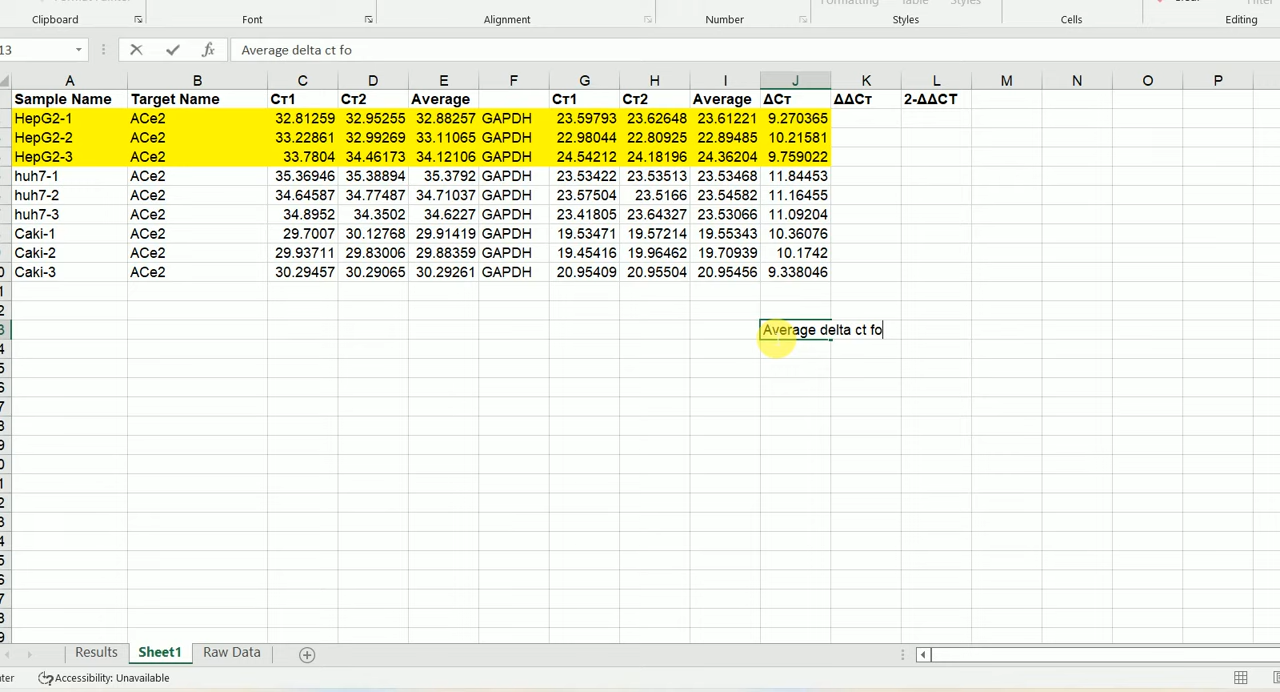 Clipboard Font Alignment Number Styles Cells Editing
13 fx Average delta ct fo
A B C D E F G H I J K L M N O P
Sample Name Target Name Cт1 Cт2 Average Cт1 Cт2 Average ΔCт ΔΔCт 2-ΔΔCT
HepG2-1 ACe2 32.81259 32.95255 32.88257 GAPDH 23.59793 23.62648 23.61221 9.270365
HepG2-2 ACe2 33.22861 32.99269 33.11065 GAPDH 22.98044 22.80925 22.89485 10.21581
HepG2-3 ACe2 33.7804 34.46173 34.12106 GAPDH 24.54212 24.18196 24.36204 9.759022
huh7-1 ACe2 35.36946 35.38894 35.3792 GAPDH 23.53422 23.53513 23.53468 11.84453
huh7-2 ACe2 34.64587 34.77487 34.71037 GAPDH 23.57504 23.5166 23.54582 11.16455
huh7-3 ACe2 34.8952 34.3502 34.6227 GAPDH 23.41805 23.64327 23.53066 11.09204
Caki-1 ACe2 29.7007 30.12768 29.91419 GAPDH 19.53471 19.57214 19.55343 10.36076
Caki-2 ACe2 29.93711 29.83006 29.88359 GAPDH 19.45416 19.96462 19.70939 10.1742
Caki-3 ACe2 30.29457 30.29065 30.29261 GAPDH 20.95409 20.95504 20.95456 9.338046
Average delta ct fo
Results Sheet1 Raw Data
Accessibility: Unavailable